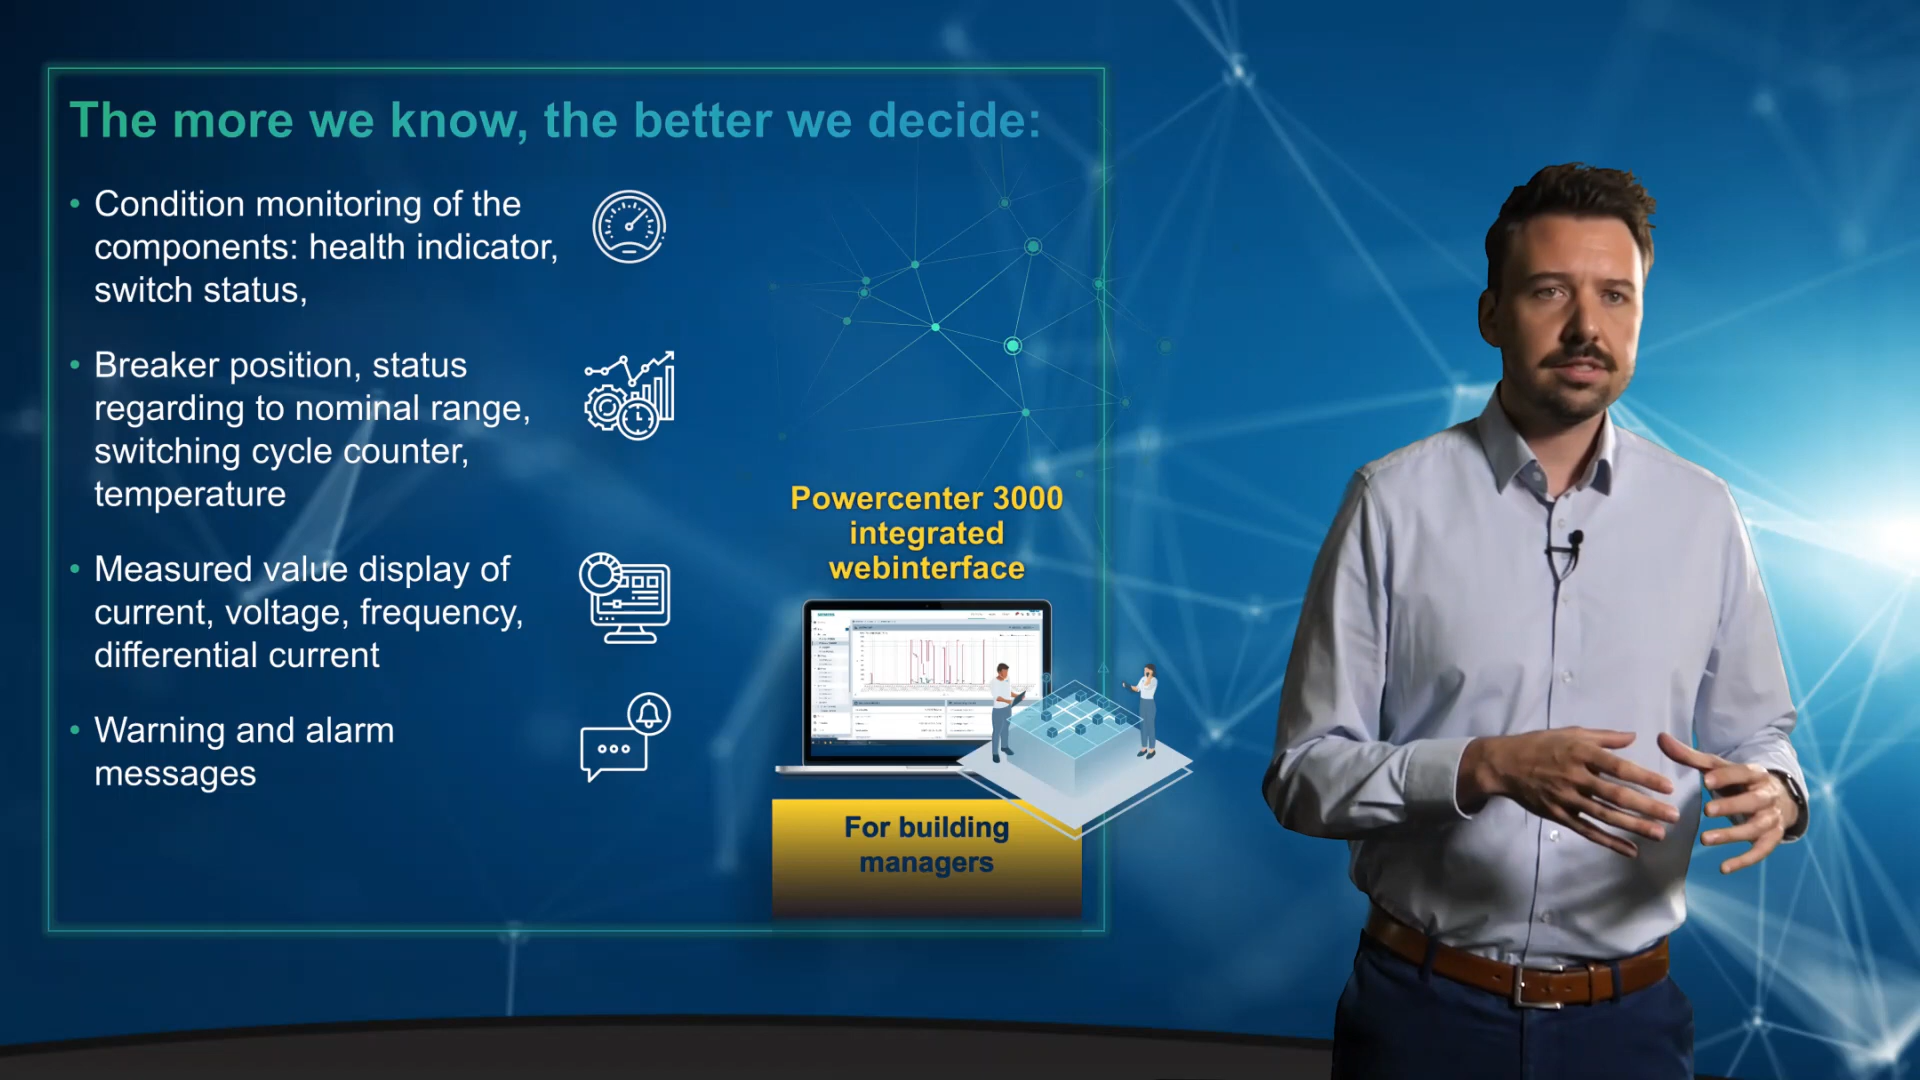 The more we know, the better we decide:
• Condition monitoring of the
components: health indicator,
switch status,
• Breaker position, status
regarding to nominal range,
switching cycle counter,
temperature
• Measured value display of
current, voltage, frequency,
differential current
• Warning and alarm
messages
Powercenter 3000
integrated
webinterface
SIEMENS
For building
managers